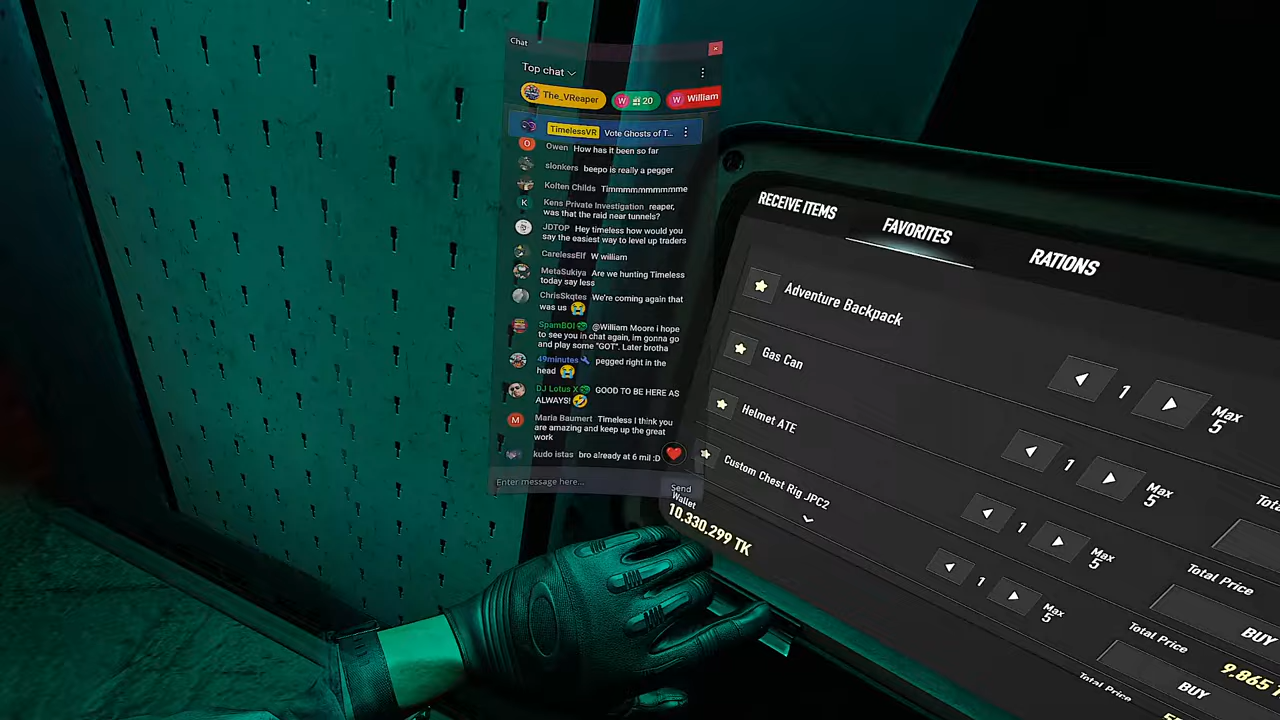 Chat
Top chat
The_VReaper
W 20
W William
TimelessVR Vote Ghosts of T...
O Owen How has it been so far
slonkers beepo is really a pegger
Kolten Childs Timmmmmmmmme
K Kens Private Investigation reaper,
was that the raid near tunnels?
JDTOP Hey timeless how would you
say the easiest way to level up traders
CarelessElf W william
MetaSukiya Are we hunting Timeless
today say less
ChrisSkqtes We're coming again that
was us 😭
SpamBOI @William Moore i hope
to see you in chat again, im gonna go
and play some "GOT". Later brotha
49minutes pegged right in the
head 😭
DJ Lotus X GOOD TO BE HERE AS
ALWAYS! 🤣
M Maria Baumert Timeless I think you
are amazing and keep up the great
work
kudo istas bro already at 6 mil :D
Enter message here...
Send
Wallet
10,330,299 TK
RECEIVE ITEMS
FAVORITES
RATIONS
Adventure Backpack
1
Max
5
Gas Can
1
Max
5
Helmet ATE
1
Max
5
Total Price
BUY
Custom Chest Rig JPC2
1
Max
5
Total Price
9,865
BUY
Total Price